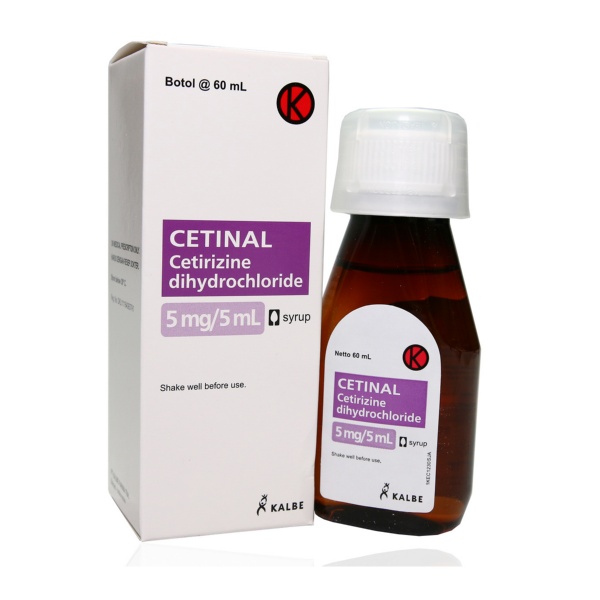 Botol @ 60 mL
K
CETINAL
Cetirizine
dihydrochloride
5 mg/5 mL syrup
Shake well before use.
KALBE
Netto 60 mL
K
CETINAL
Cetirizine
dihydrochloride
5 mg/5 mL syrup
Shake well before use.
KALBE